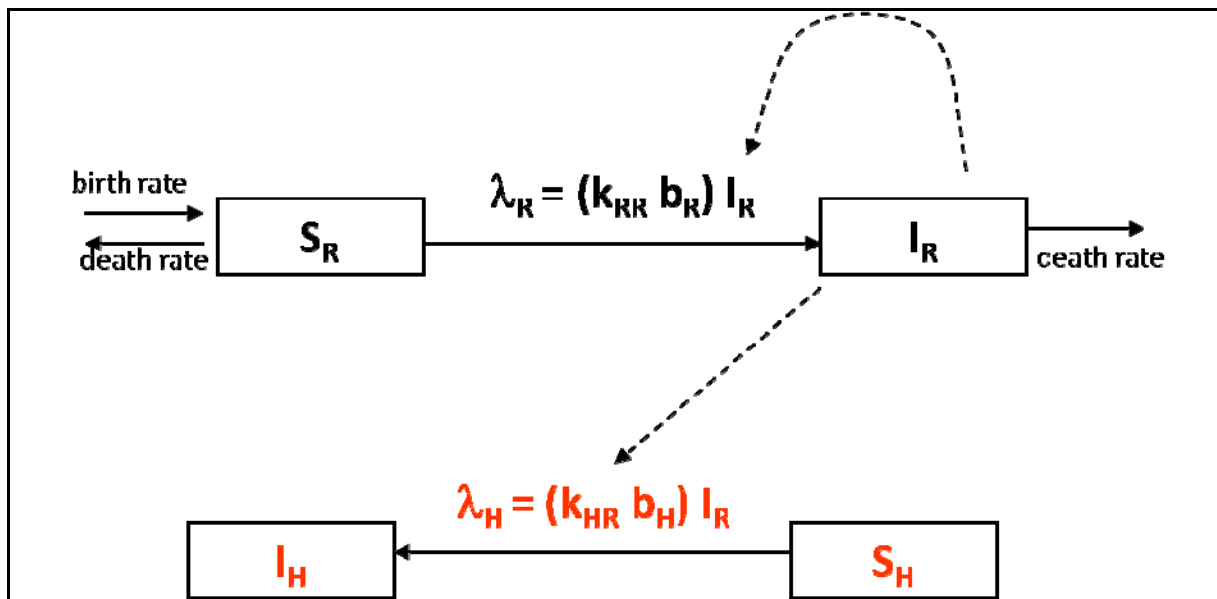 birth rate
λ_R = (k_RR b_R) I_R
S_R
I_R
death rate
ceath rate
λ_H = (k_HR b_H) I_R
I_H
S_H